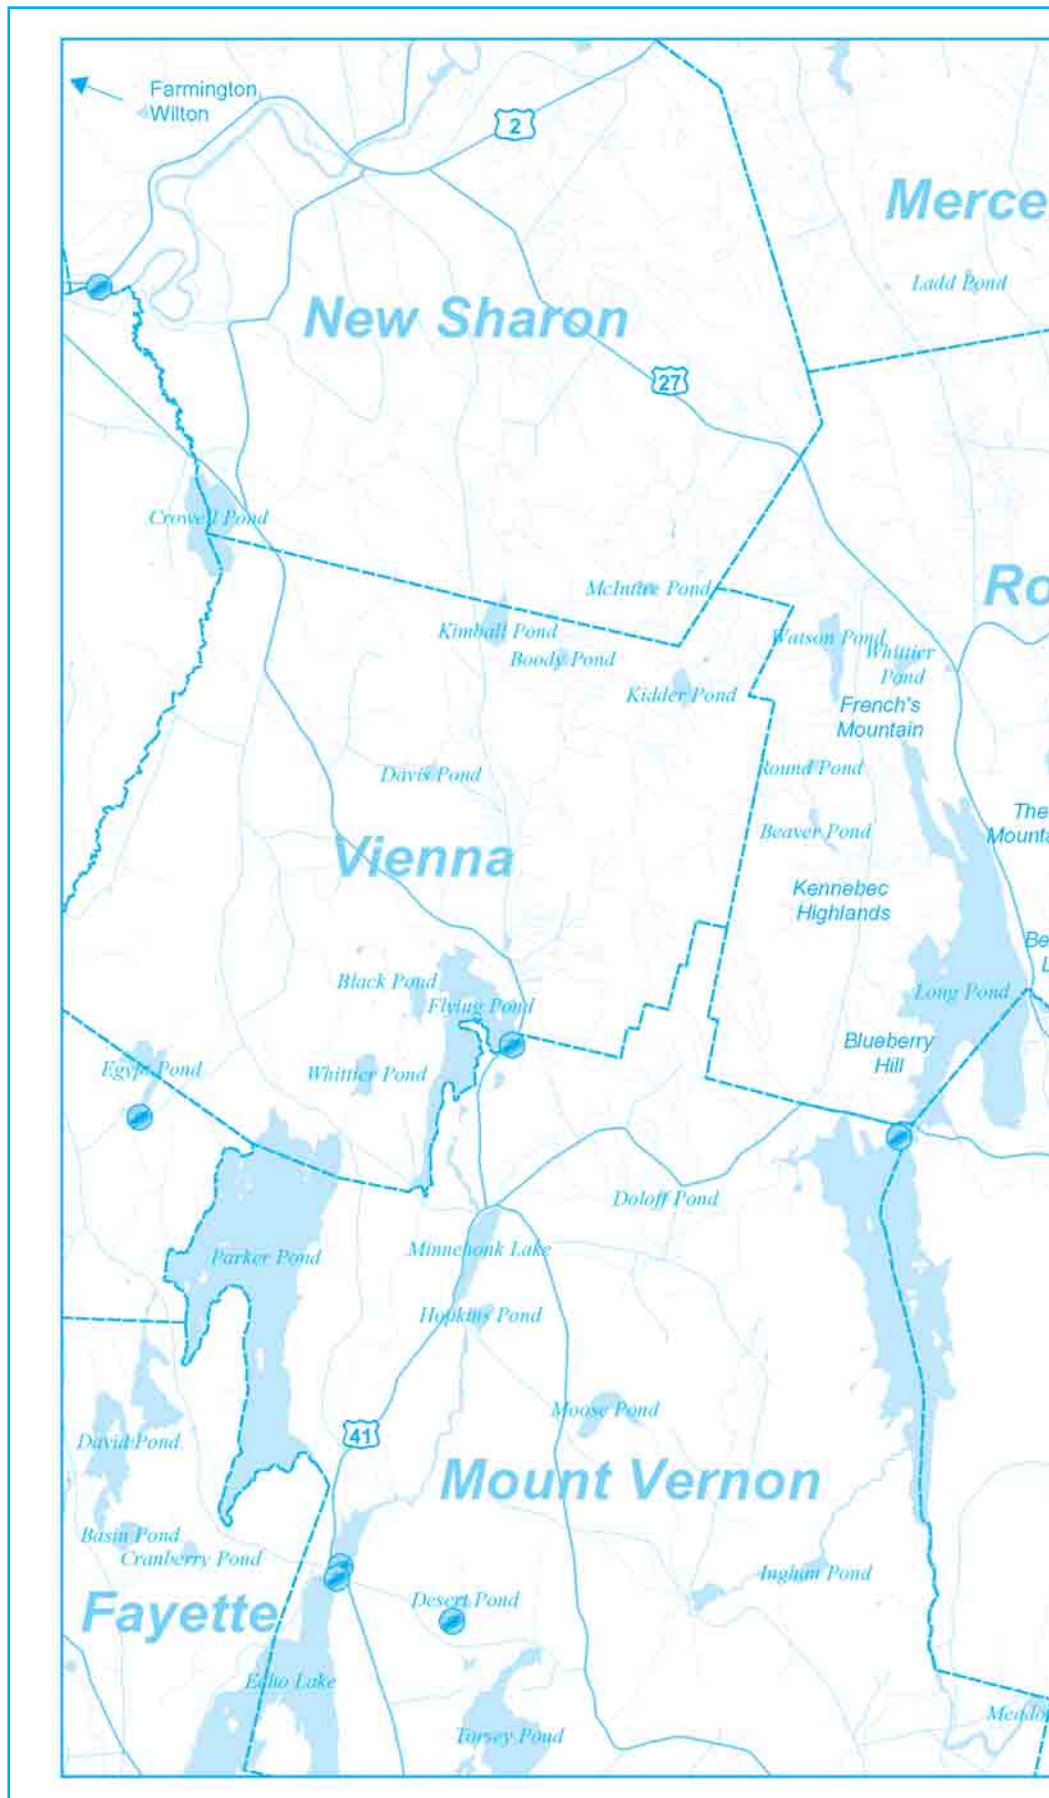 Farmington,
Wilton
2
Merce
Ladd Pond
New Sharon
27
Crowell Pond
McIntire Pond
Ro
Kimball Pond
Watson Pond
Boody Pond
Whittier
Pond
Kidder Pond
French's
Mountain
Davis Pond
Round Pond
The
Mounta
Beaver Pond
Vienna
Kennebec
Highlands
Be
L
Black Pond
Long Pond
Flying Pond
Blueberry
Hill
Egypt Pond
Whittier Pond
Doloff Pond
Minnehonk Lake
Parker Pond
Hopkins Pond
Moose Pond
41
David Pond
Mount Vernon
Basin Pond
Cranberry Pond
Ingham Pond
Desert Pond
Fayette
Echo Lake
Meado
Torsey Pond